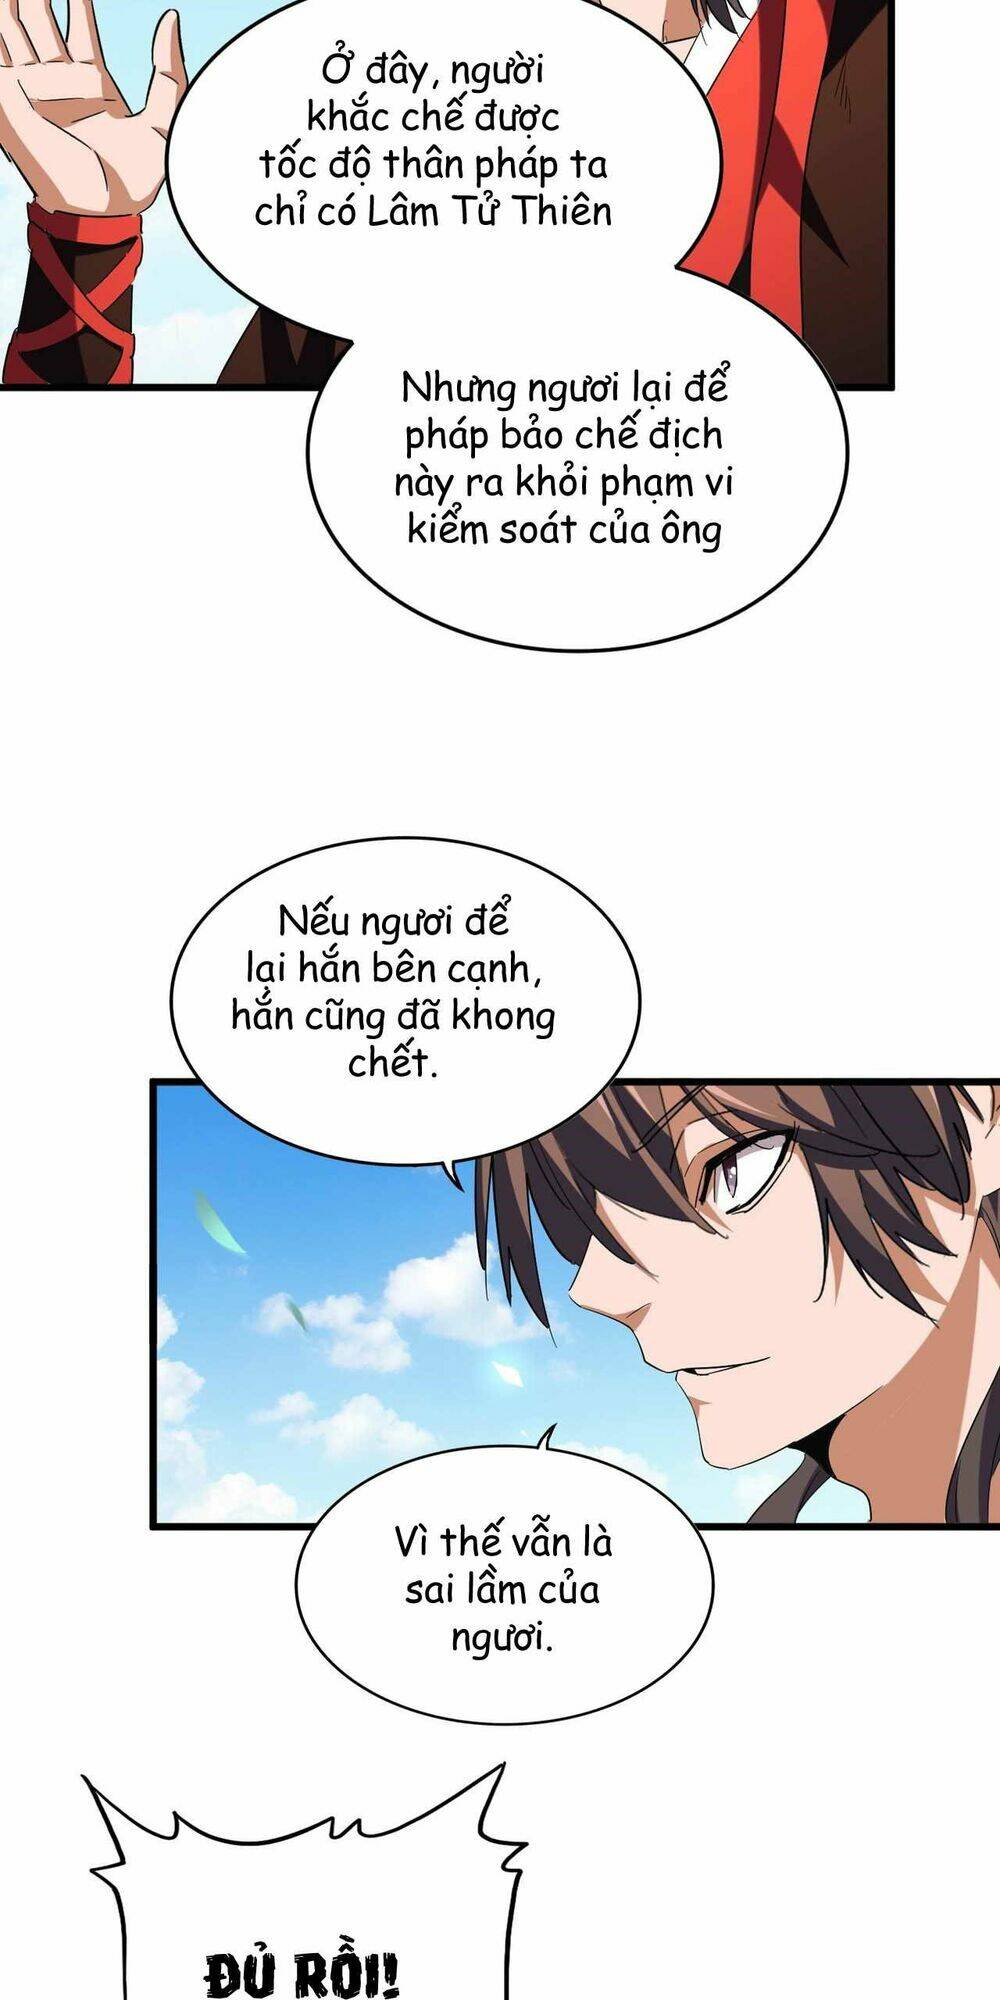 Ở đây, người
khắc chế được
tốc độ thân pháp ta
chỉ có Lâm Tử Thiên
Nhưng ngươi lại để
pháp bảo chế địch
này ra khỏi phạm vi
kiểm soát của ông
Nếu ngươi để
lại hắn bên cạnh,
hắn cũng đã khong
chết.
Vì thế vẫn là
sai lầm của
ngươi.
ĐỦ RỒI!